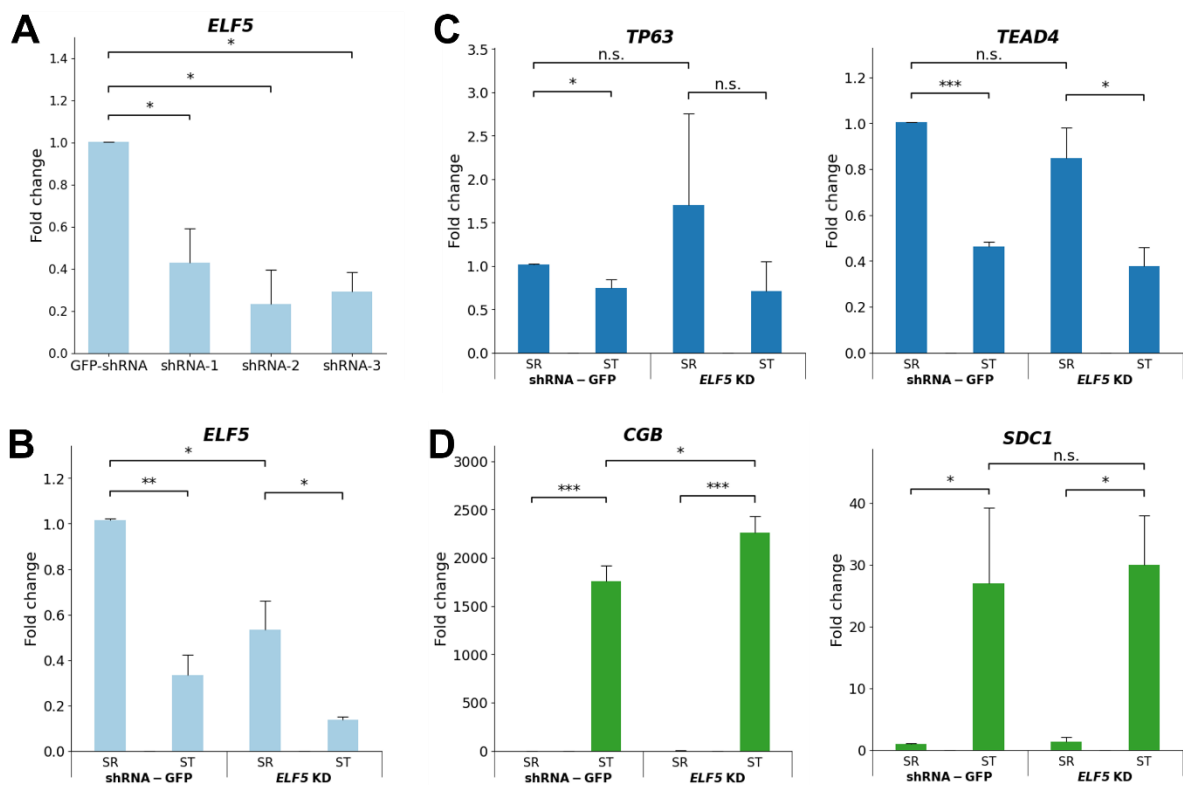 A
ELF5
1.4
1.2
1.0
0.8
0.6
0.4
0.2
0.0
Fold change
*
*
*
GFP-shRNA shRNA-1 shRNA-2 shRNA-3
C
TP63
3.5
3.0
2.5
2.0
1.5
1.0
0.5
0.0
Fold change
n.s.
*
n.s.
SR ST SR ST
shRNA – GFP ELF5 KD
TEAD4
1.2
1.0
0.8
0.6
0.4
0.2
0.0
Fold change
n.s.
***
*
SR ST SR ST
shRNA – GFP ELF5 KD
B
ELF5
1.2
1.0
0.8
0.6
0.4
0.2
0.0
Fold change
*
**
*
SR ST SR ST
shRNA – GFP ELF5 KD
D
CGB
3000
2500
2000
1500
1000
500
0
Fold change
*
***
***
SR ST SR ST
shRNA – GFP ELF5 KD
SDC1
40
30
20
10
0
Fold change
n.s.
*
*
SR ST SR ST
shRNA – GFP ELF5 KD